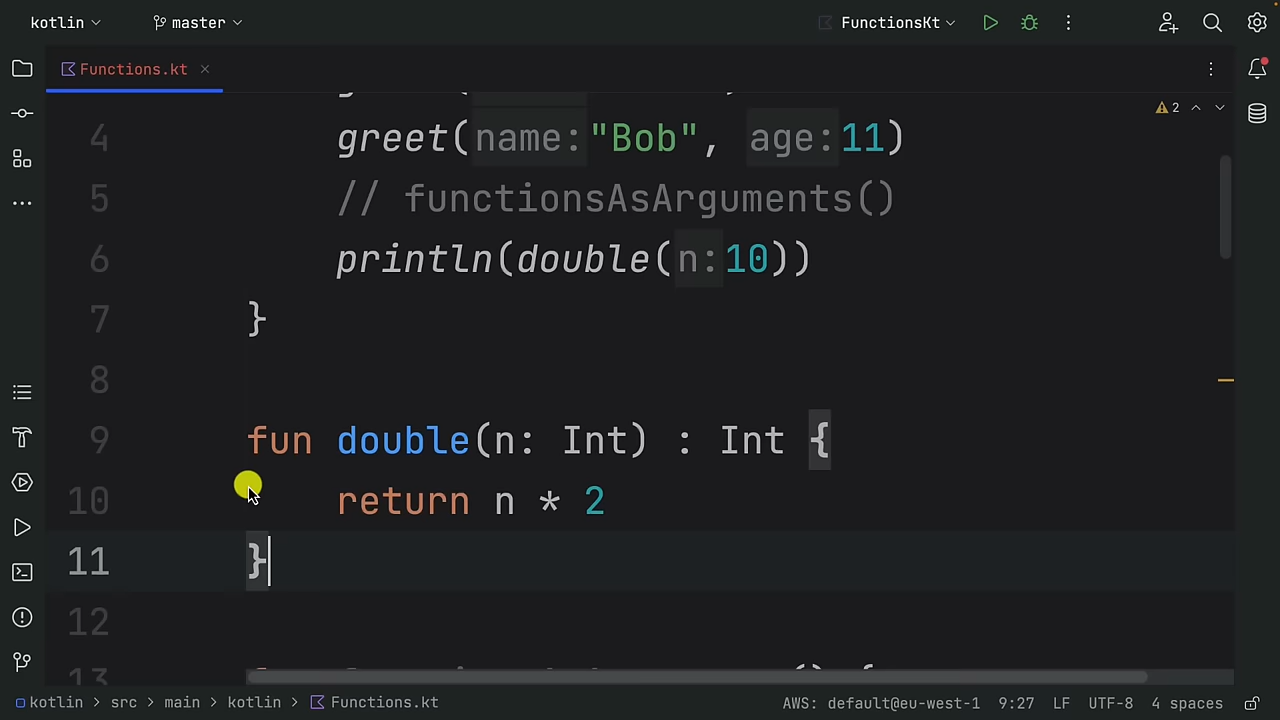 kotlin master FunctionsKt
Functions.kt
2
4 greet(name: "Bob", age: 11)
5 // functionsAsArguments()
6 println(double(n: 10))
7 }
8
9 fun double(n: Int) : Int {
10 return n * 2
11 }
12
13
kotlin > src > main > kotlin > Functions.kt AWS: default@eu-west-1 9:27 LF UTF-8 4 spaces